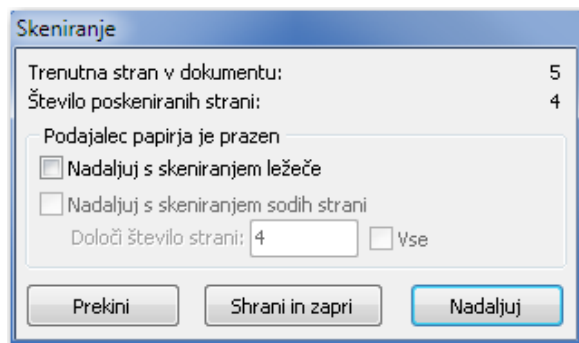 Skeniranje
Trenutna stran v dokumentu: 5
Število poskeniranih strani: 4
Podajalec papirja je prazen
Nadaljuj s skeniranjem ležeče
Nadaljuj s skeniranjem sodih strani
Določi število strani: 4 Vse
Prekini Shrani in zapri Nadaljuj